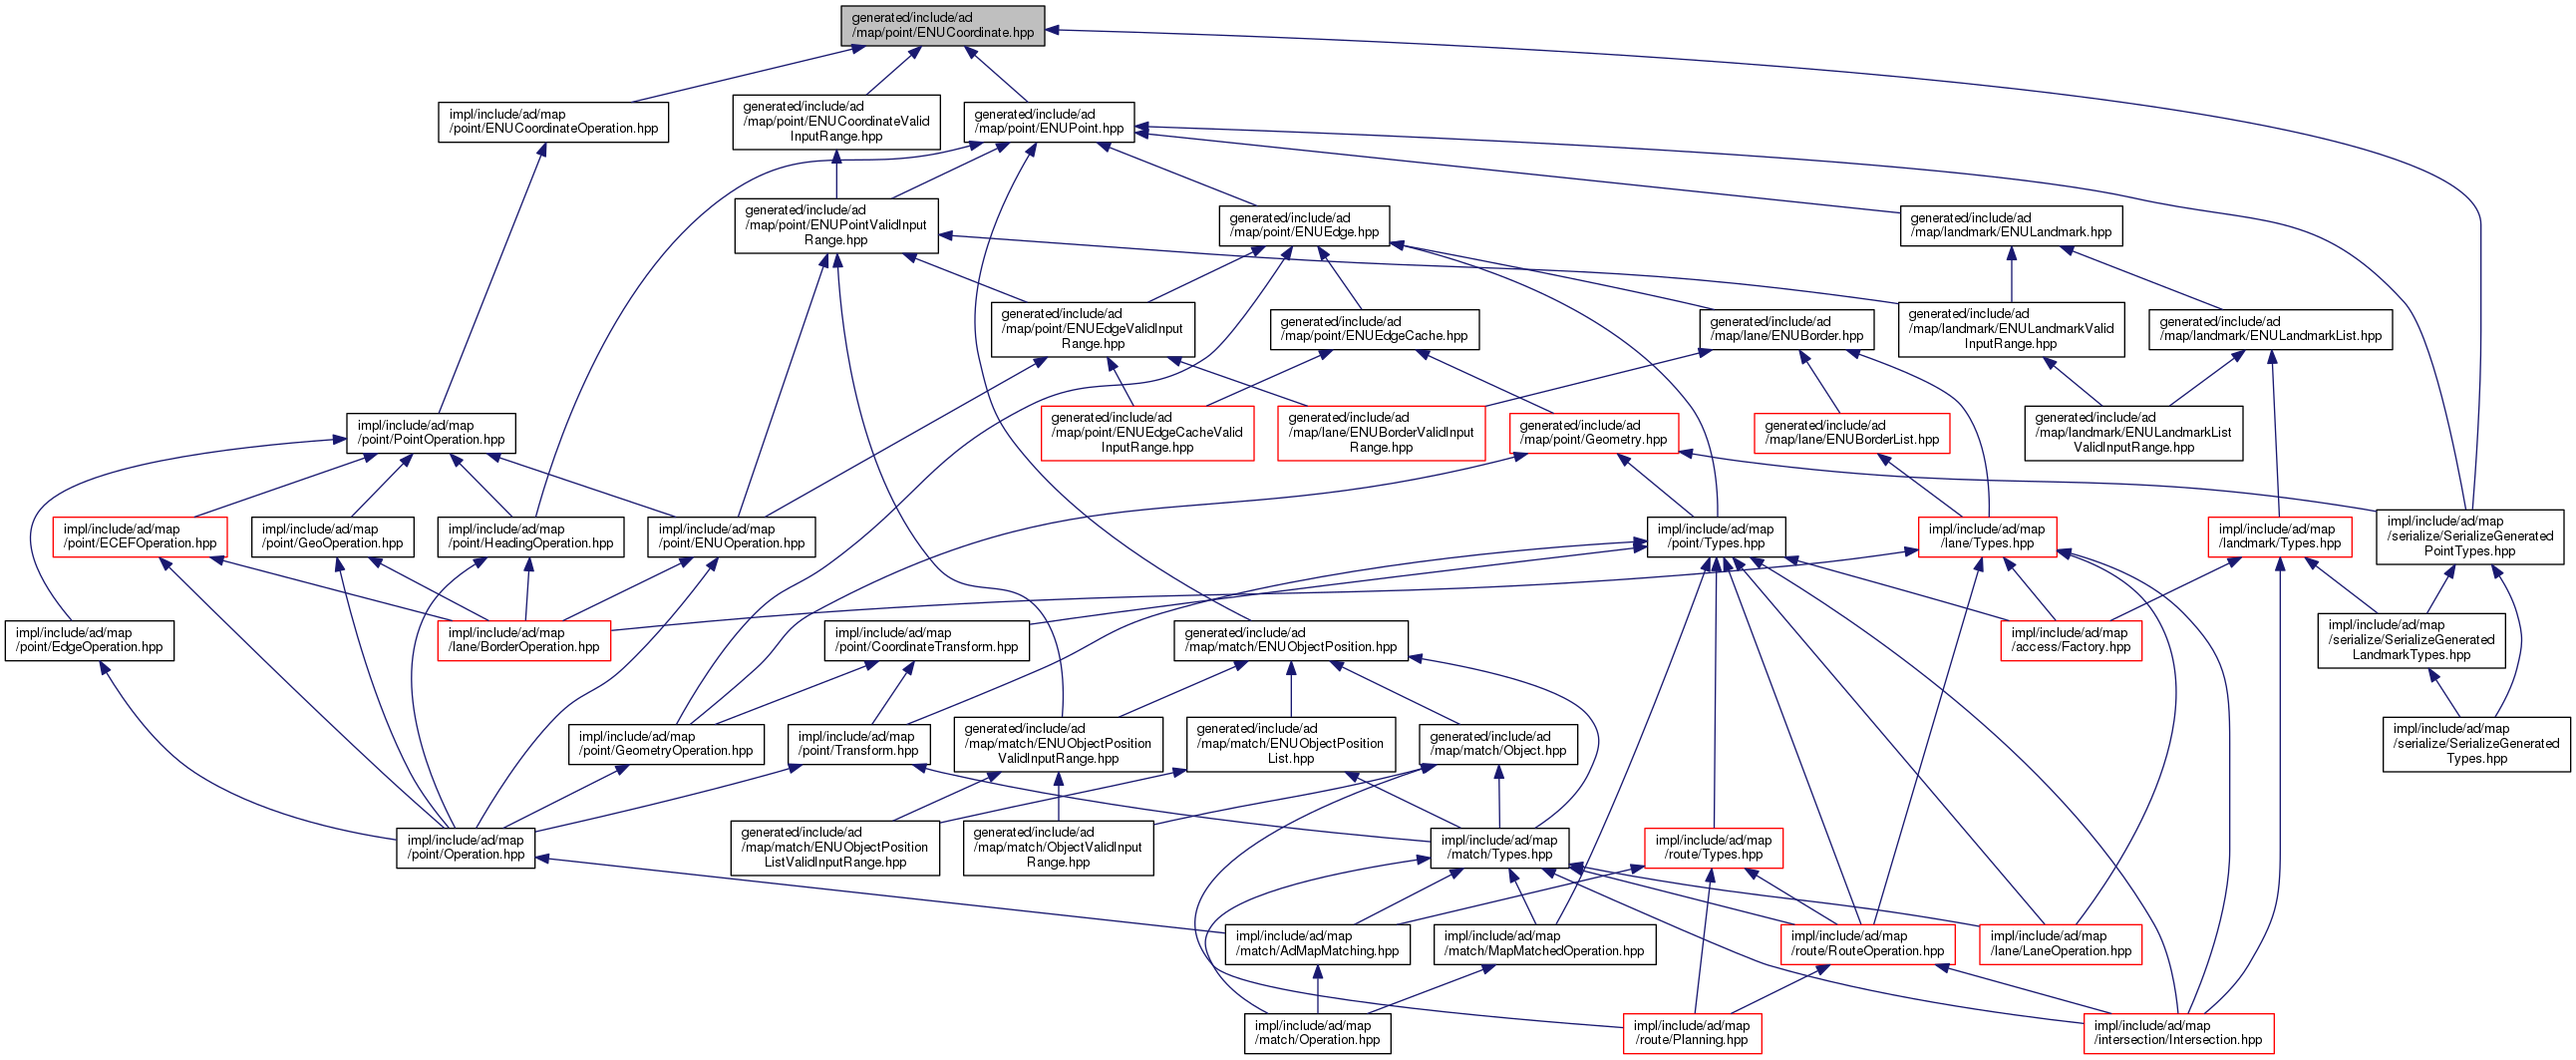 generated/include/ad
/map/point/ENUCoordinate.hpp
impl/include/ad/map
/point/ENUCoordinateOperation.hpp
generated/include/ad
/map/point/ENUCoordinateValid
InputRange.hpp
generated/include/ad
/map/point/ENUPoint.hpp
generated/include/ad
/map/point/ENUPointValidInput
Range.hpp
generated/include/ad
/map/point/ENUEdge.hpp
generated/include/ad
/map/landmark/ENULandmark.hpp
generated/include/ad
/map/point/ENUEdgeValidInput
Range.hpp
generated/include/ad
/map/point/ENUEdgeCache.hpp
generated/include/ad
/map/lane/ENUBorder.hpp
generated/include/ad
/map/landmark/ENULandmarkValid
InputRange.hpp
generated/include/ad
/map/landmark/ENULandmarkList.hpp
impl/include/ad/map
/point/PointOperation.hpp
generated/include/ad
/map/point/ENUEdgeCacheValid
InputRange.hpp
generated/include/ad
/map/lane/ENUBorderValidInput
Range.hpp
generated/include/ad
/map/point/Geometry.hpp
generated/include/ad
/map/lane/ENUBorderList.hpp
generated/include/ad
/map/landmark/ENULandmarkList
ValidInputRange.hpp
impl/include/ad/map
/point/ECEFOperation.hpp
impl/include/ad/map
/point/GeoOperation.hpp
impl/include/ad/map
/point/HeadingOperation.hpp
impl/include/ad/map
/point/ENUOperation.hpp
impl/include/ad/map
/point/Types.hpp
impl/include/ad/map
/lane/Types.hpp
impl/include/ad/map
/landmark/Types.hpp
impl/include/ad/map
/serialize/SerializeGenerated
PointTypes.hpp
impl/include/ad/map
/point/EdgeOperation.hpp
impl/include/ad/map
/lane/BorderOperation.hpp
impl/include/ad/map
/point/CoordinateTransform.hpp
generated/include/ad
/map/match/ENUObjectPosition.hpp
impl/include/ad/map
/access/Factory.hpp
impl/include/ad/map
/serialize/SerializeGenerated
LandmarkTypes.hpp
impl/include/ad/map
/point/GeometryOperation.hpp
impl/include/ad/map
/point/Transform.hpp
generated/include/ad
/map/match/ENUObjectPosition
ValidInputRange.hpp
generated/include/ad
/map/match/ENUObjectPosition
List.hpp
generated/include/ad
/map/match/Object.hpp
impl/include/ad/map
/serialize/SerializeGenerated
Types.hpp
impl/include/ad/map
/point/Operation.hpp
generated/include/ad
/map/match/ENUObjectPosition
ListValidInputRange.hpp
generated/include/ad
/map/match/ObjectValidInput
Range.hpp
impl/include/ad/map
/match/Types.hpp
impl/include/ad/map
/route/Types.hpp
impl/include/ad/map
/match/AdMapMatching.hpp
impl/include/ad/map
/match/MapMatchedOperation.hpp
impl/include/ad/map
/route/RouteOperation.hpp
impl/include/ad/map
/lane/LaneOperation.hpp
impl/include/ad/map
/match/Operation.hpp
impl/include/ad/map
/route/Planning.hpp
impl/include/ad/map
/intersection/Intersection.hpp